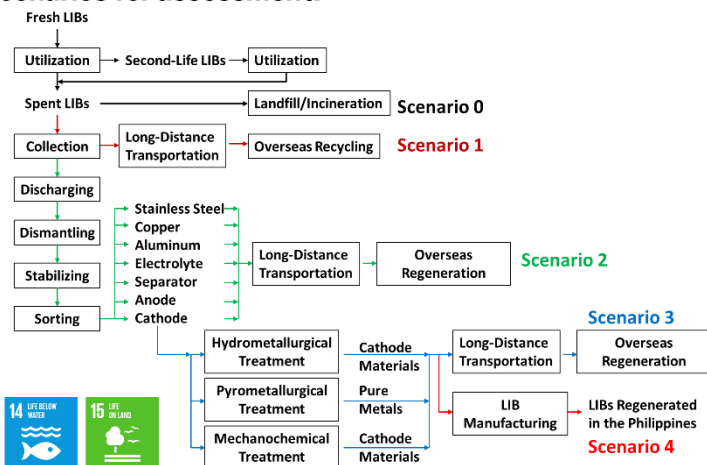 Fresh LIBs
Utilization
Second-Life LIBs
Utilization
Spent LIBs
Landfill/Incineration
Scenario 0
Collection
Long-Distance
Transportation
Overseas Recycling
Scenario 1
Discharging
Dismantling
Stabilizing
Sorting
Stainless Steel
Copper
Aluminum
Electrolyte
Separator
Anode
Cathode
Long-Distance
Transportation
Overseas
Regeneration
Scenario 2
Scenario 3
Hydrometallurgical
Treatment
Cathode
Materials
Long-Distance
Transportation
Overseas
Regeneration
Pyrometallurgical
Treatment
Pure
Metals
LIB
Manufacturing
LIBs Regenerated
in the Philippines
Mechanochemical
Treatment
Cathode
Materials
Scenario 4
14 LIFE BELOW
WATER
15 LIFE
ON LAND